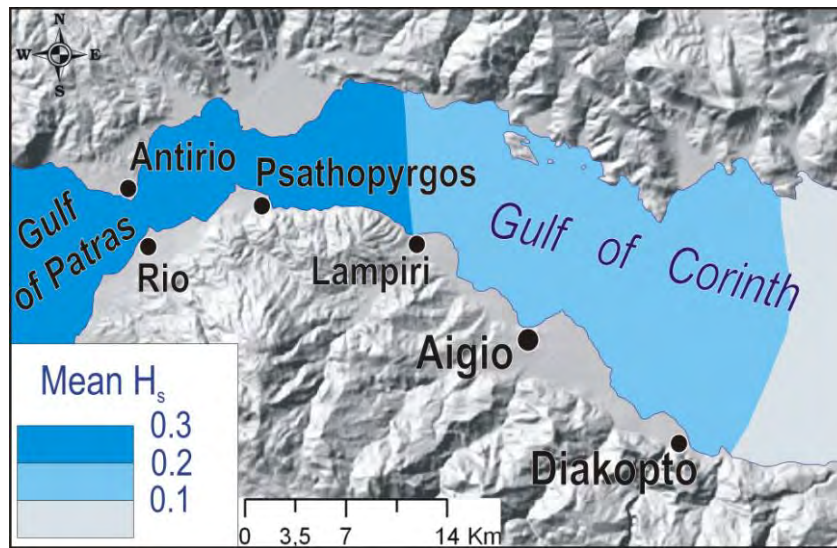 N
W E
S
Antirio
Psathopyrgos
Gulf
of Patras
Rio
Lampiri
Gulf of Corinth
Aigio
Diakopto
Mean Hs
0.3
0.2
0.1
0 3,5 7 14 Km